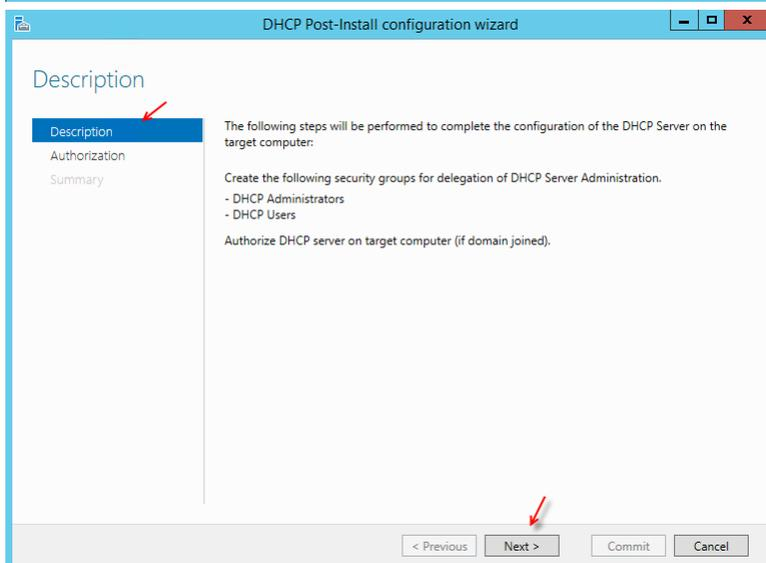 DHCP Post-Install configuration wizard
x
Description
Description
Authorization
Summary
The following steps will be performed to complete the configuration of the DHCP Server on the
target computer:
Create the following security groups for delegation of DHCP Server Administration.
- DHCP Administrators
- DHCP Users
Authorize DHCP server on target computer (if domain joined).
< Previous
Next >
Commit
Cancel